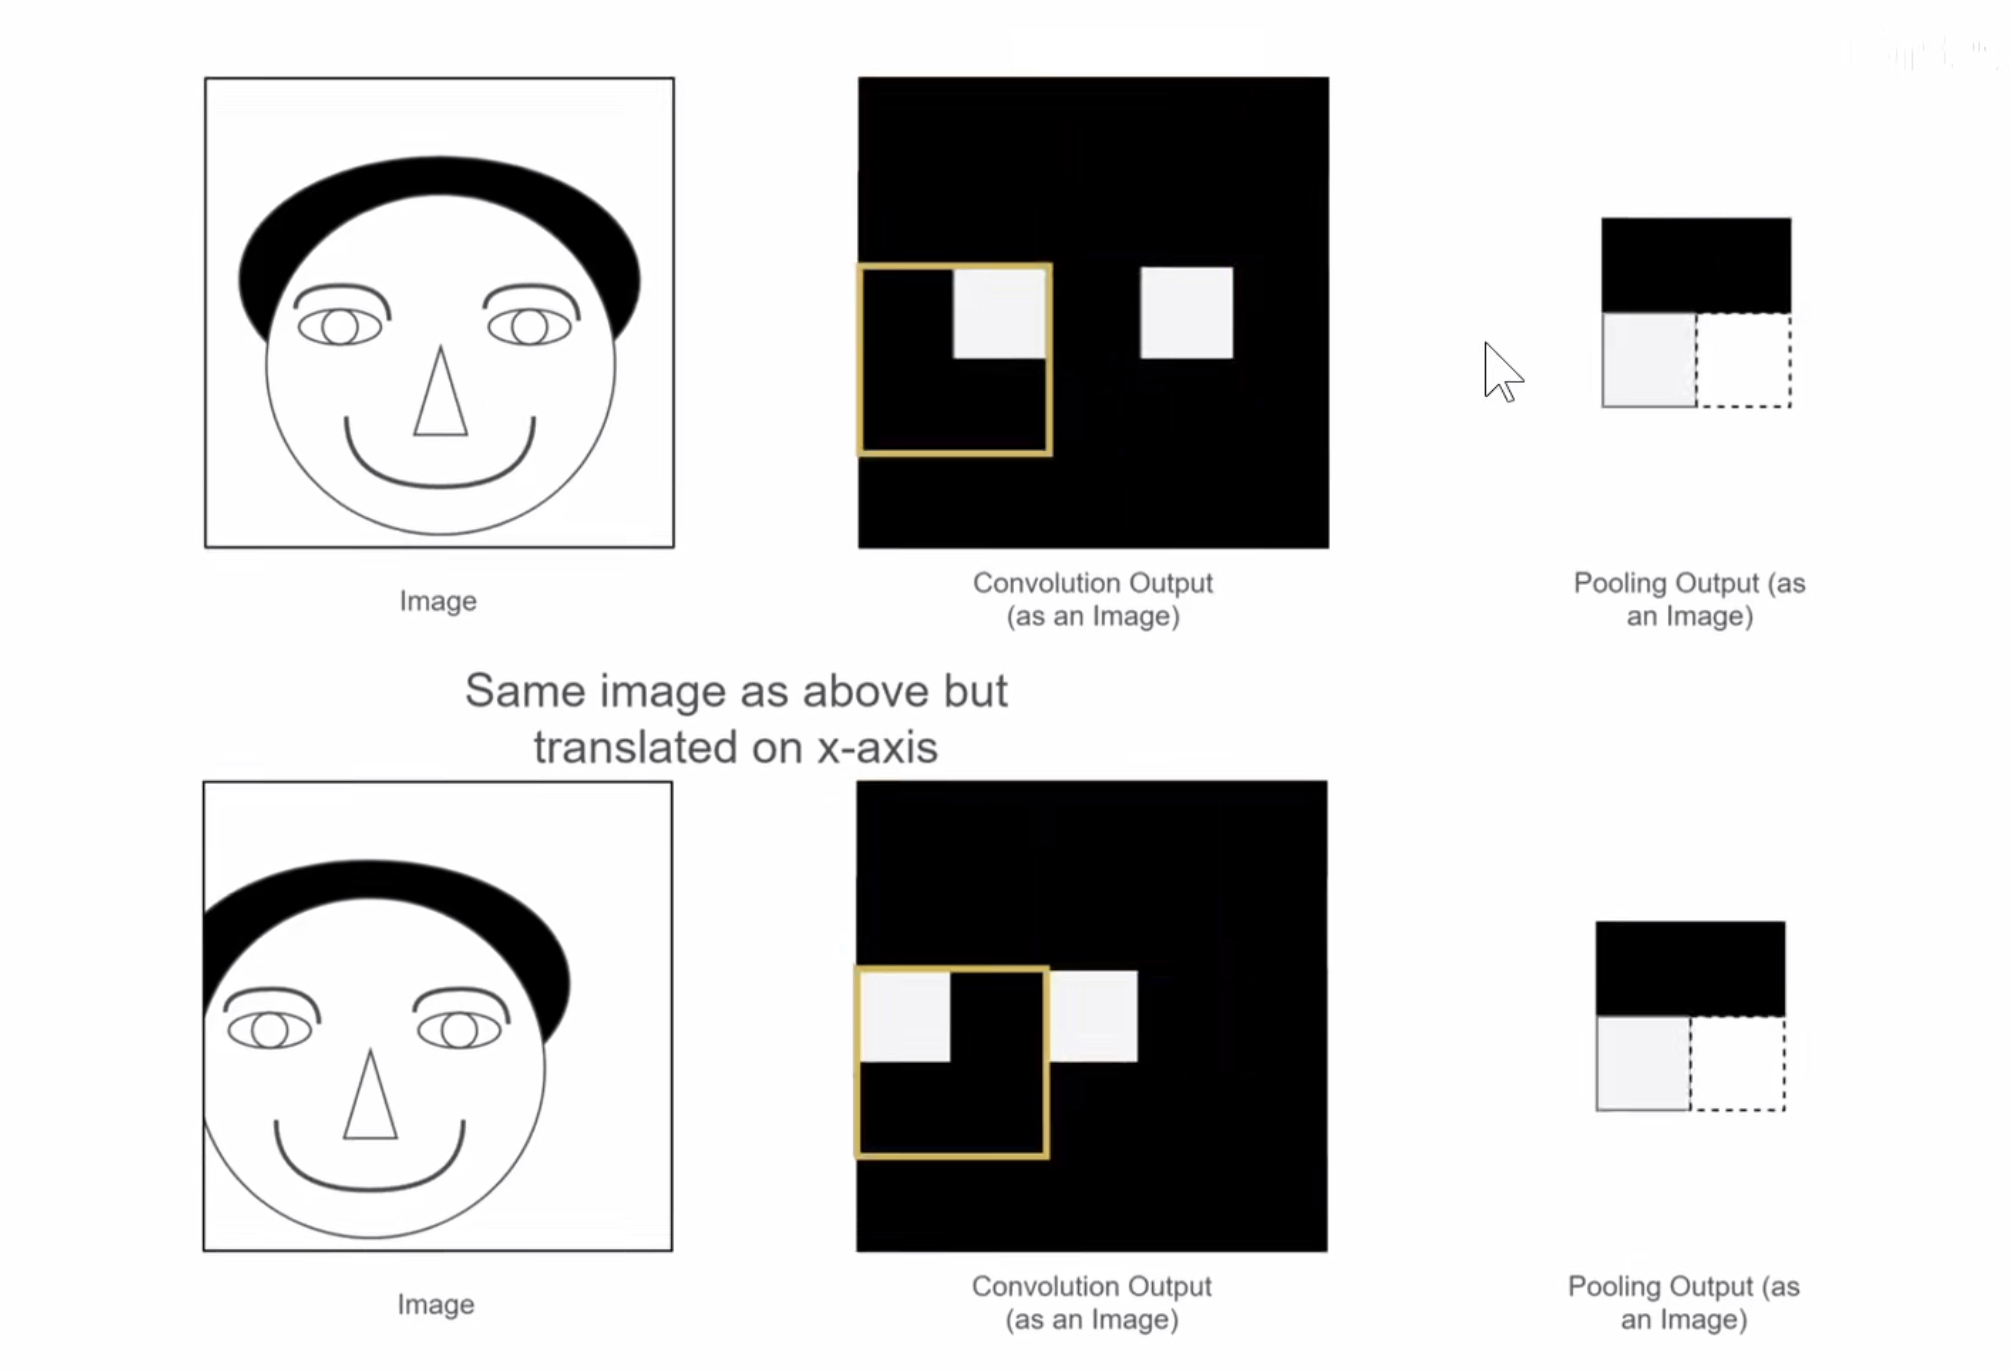 Image
Convolution Output
(as an Image)
Pooling Output (as
an Image)
Same image as above but
translated on x-axis
Image
Convolution Output
(as an Image)
Pooling Output (as
an Image)